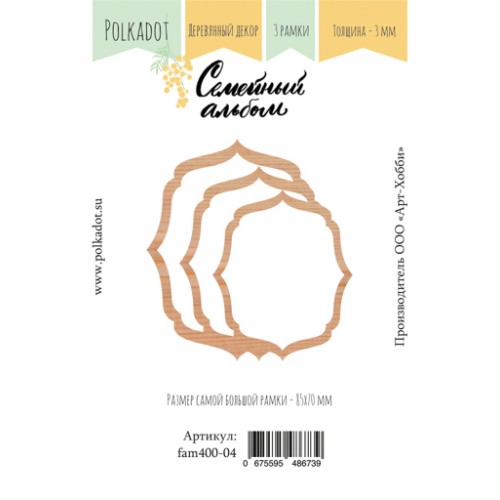 Polkadot
Деревянный декор
3 рамки
Толщина - 3 мм
Семейный
альбом
www.polkadot.su
Производитель ООО «Арт-Хобби»
Размер самой большой рамки - 85х70 мм
Артикул:
fam400-04
0 675595 486739